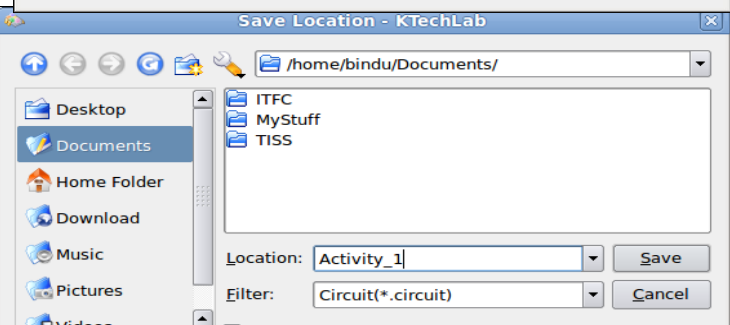 Save Location - KTechLab
/home/bindu/Documents/
Desktop
Documents
Home Folder
Download
Music
Pictures
Videos
ITFC
MyStuff
TISS
Location: Activity_1 Save
Filter: Circuit(*.circuit) Cancel